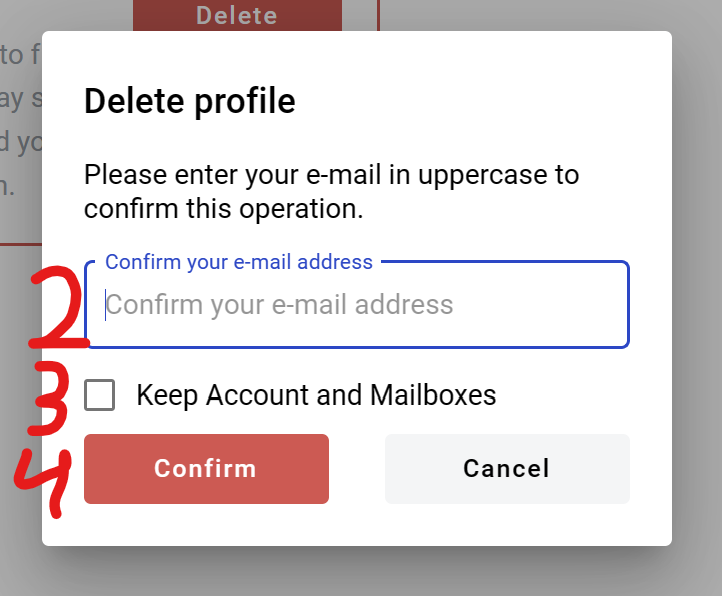 Delete
to f
ay s
d yo
n.
Delete profile
Please enter your e-mail in uppercase to
confirm this operation.
Confirm your e-mail address
2 Confirm your e-mail address
3 Keep Account and Mailboxes
4 Confirm Cancel